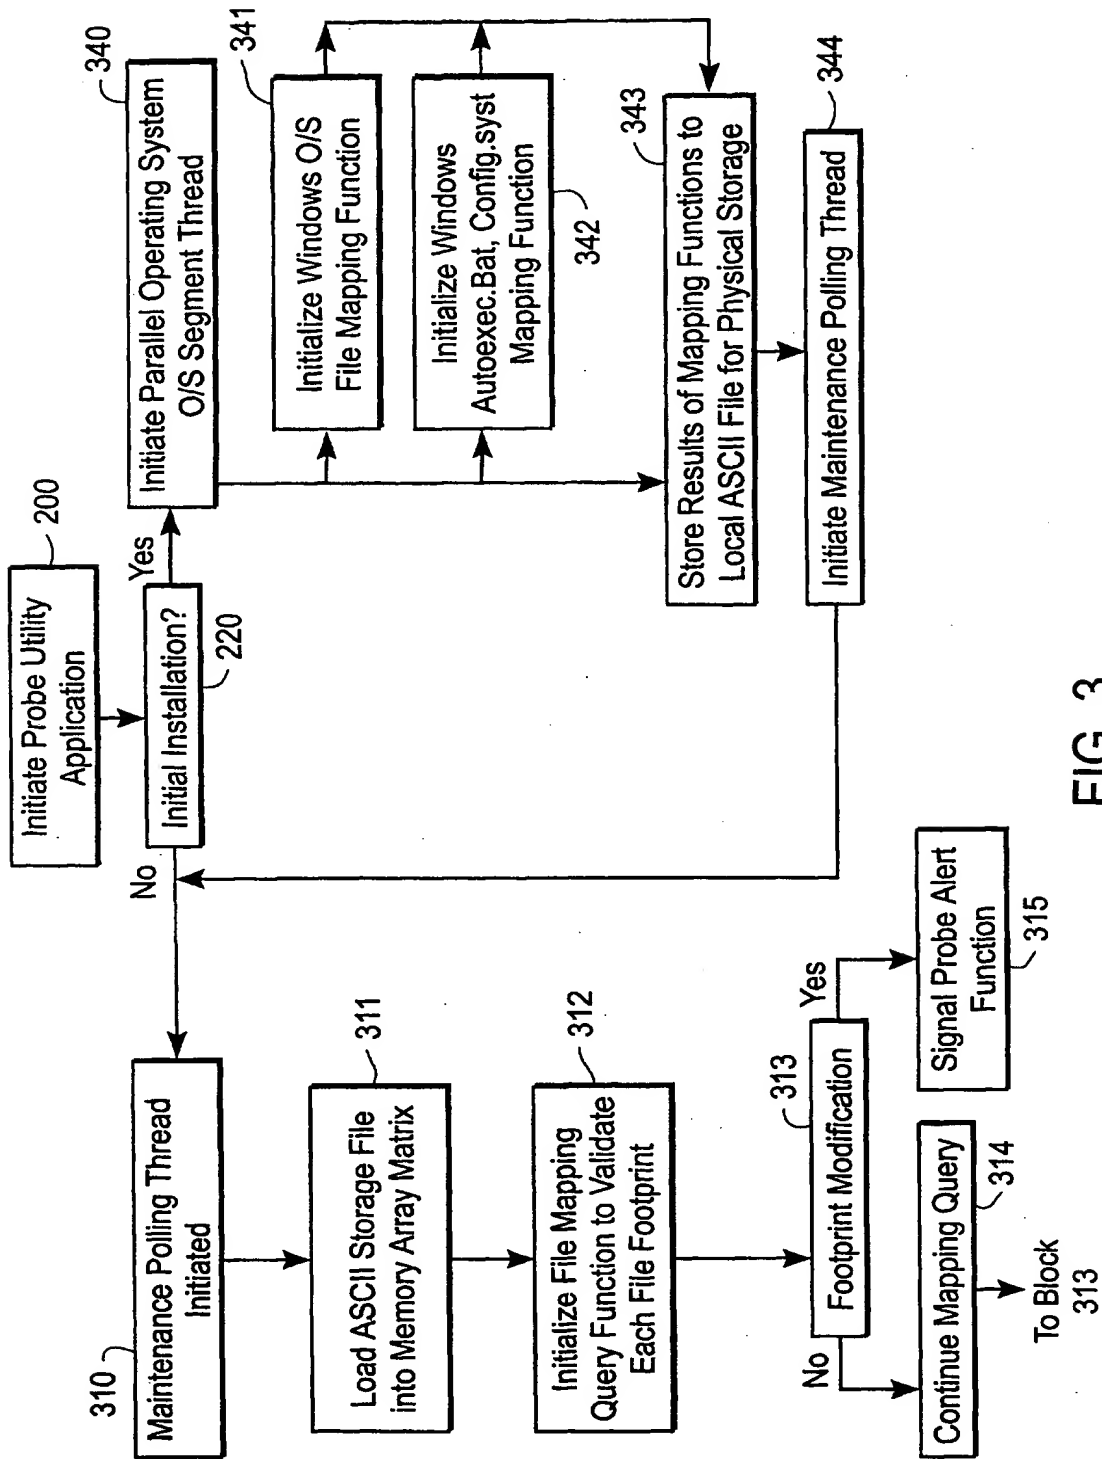 Initiate Probe Utility
Application
200
Initial Installation?
220
Yes
No
Initiate Parallel Operating System
O/S Segment Thread
340
Initialize Windows O/S
File Mapping Function
341
Initialize Windows
Autoexec.Bat, Config.syst
Mapping Function
342
Store Results of Mapping Functions to
Local ASCII File for Physical Storage
343
Initiate Maintenance Polling Thread
344
Maintenance Polling Thread
Initiated
310
Load ASCII Storage File
into Memory Array Matrix
311
Initialize File Mapping
Query Function to Validate
Each File Footprint
312
Footprint Modification
313
No
Yes
Continue Mapping Query
314
To Block
313
Signal Probe Alert
Function
315
FIG. 3